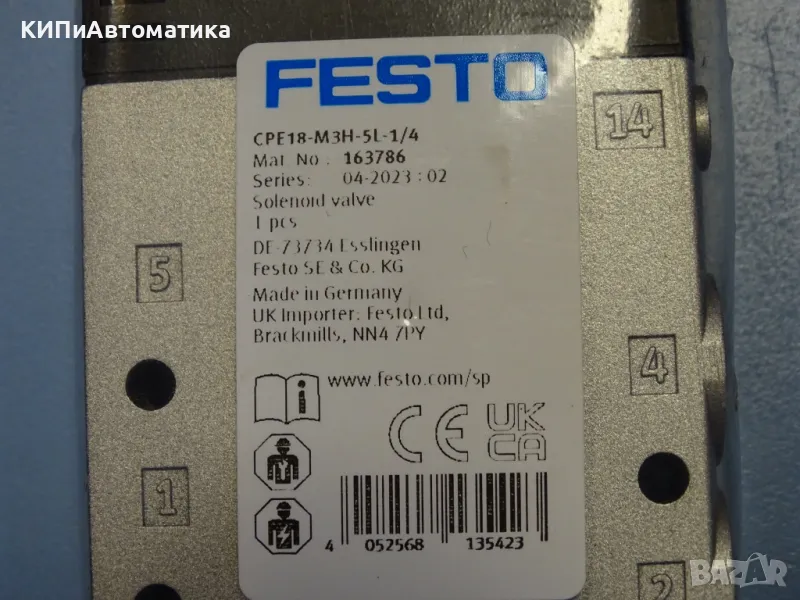 КИПиАвтоматика
FESTO
CPE18-M3H-5L-1/4
Mat. No.: 163786
Series: 04-2023 : 02
Solenoid valve
1 pcs
DE-73734 Esslingen
Festo SE & Co. KG
Made in Germany
UK Importer: Festo Ltd,
Brackmills, NN4 7PY
www.festo.com/sp
CE UK
CA
4 052568 135423
14
5
4
1
2
BAZAR